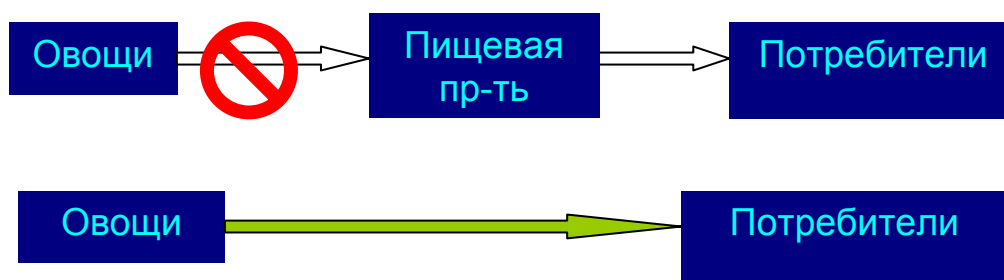 Овощи
Пищевая
пр-ть
Потребители
Овощи
Потребители